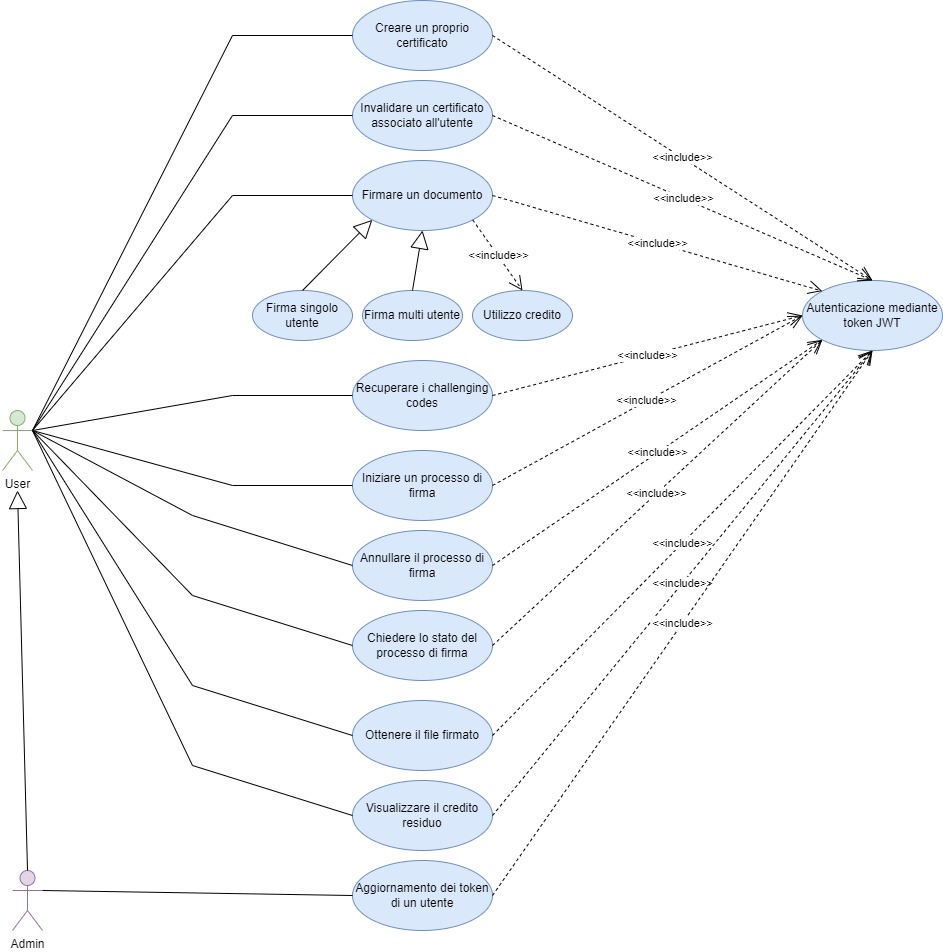 Creare un proprio
certificato
Invalidare un certificato
associato all'utente
<<include>>
<<include>>
Firmare un documento
<<include>>
<<include>>
Firma singolo
utente
Firma multi utente
Utilizzo credito
Autenticazione mediante
token JWT
<<include>>
Recuperare i challenging
codes
<<include>>
User
<<include>>
Iniziare un processo di
firma
<<include>>
Annullare il processo di
firma
<<include>>
<<include>>
Chiedere lo stato del
processo di firma
<<include>>
Ottenere il file firmato
Visualizzare il credito
residuo
Aggiornamento dei token
di un utente
Admin